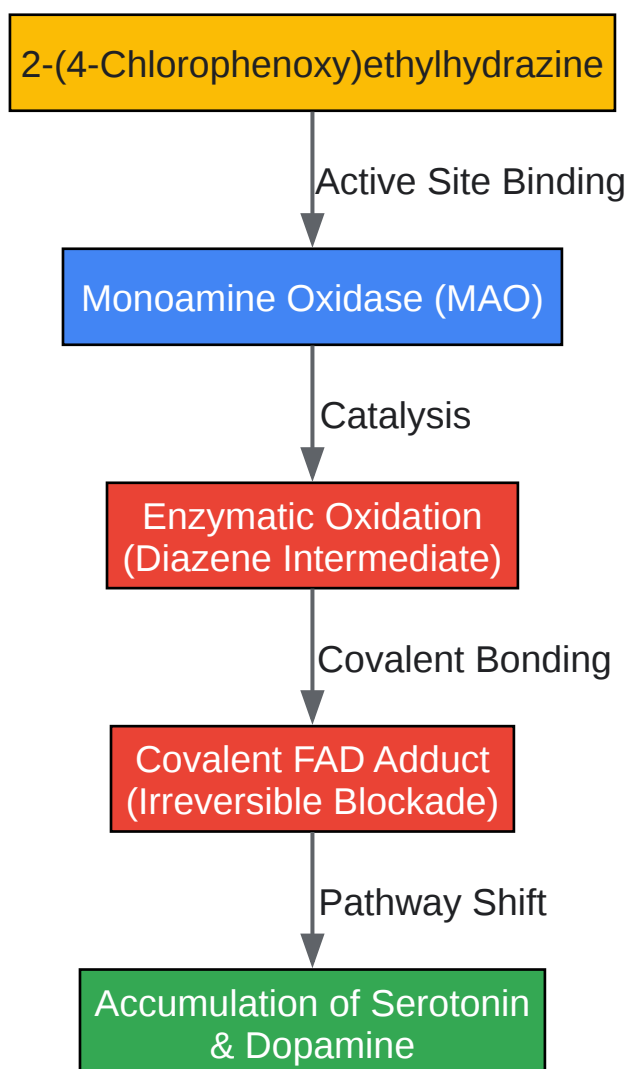 2-(4-Chlorophenoxy)ethylhydrazine
Active Site Binding
Monoamine Oxidase (MAO)
Catalysis
Enzymatic Oxidation
(Diazene Intermediate)
Covalent Bonding
Covalent FAD Adduct
(Irreversible Blockade)
Pathway Shift
Accumulation of Serotonin
& Dopamine